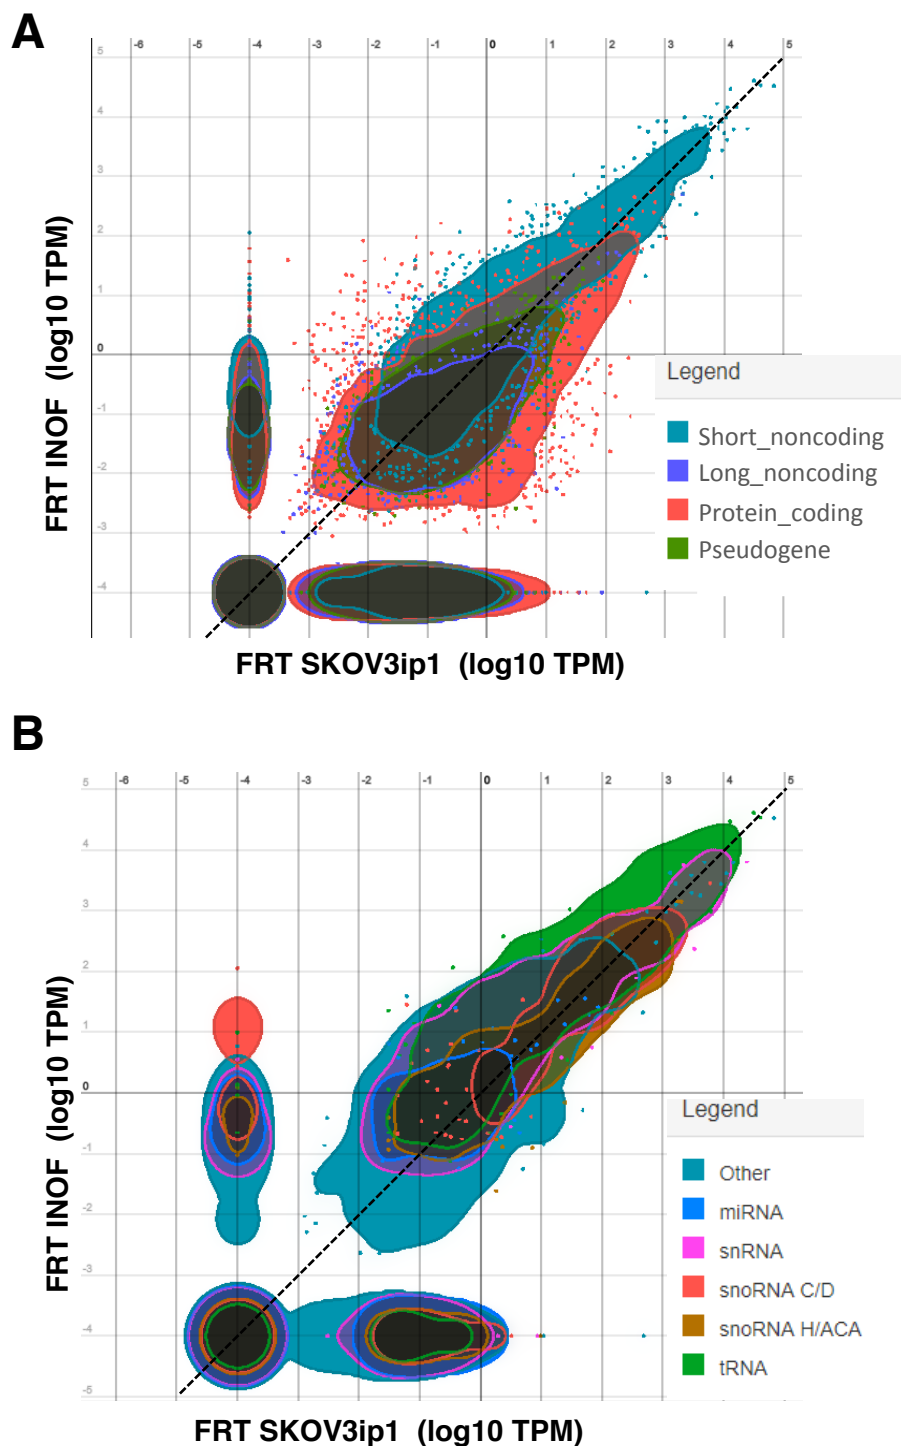 A
-6 -5 -4 -3 -2 -1 0 1 2 3 4 5
5
4
3
2
1
0
-1
-2
-3
-4
FRT INOF (log10 TPM)
Legend
Short_noncoding
Long_noncoding
Protein_coding
Pseudogene
FRT SKOV3ip1 (log10 TPM)
B
-6 -5 -4 -3 -2 -1 0 1 2 3 4 5
5
4
3
2
1
0
-1
-2
-3
-4
-5
FRT INOF (log10 TPM)
Legend
Other
miRNA
snRNA
snoRNA C/D
snoRNA H/ACA
tRNA
FRT SKOV3ip1 (log10 TPM)